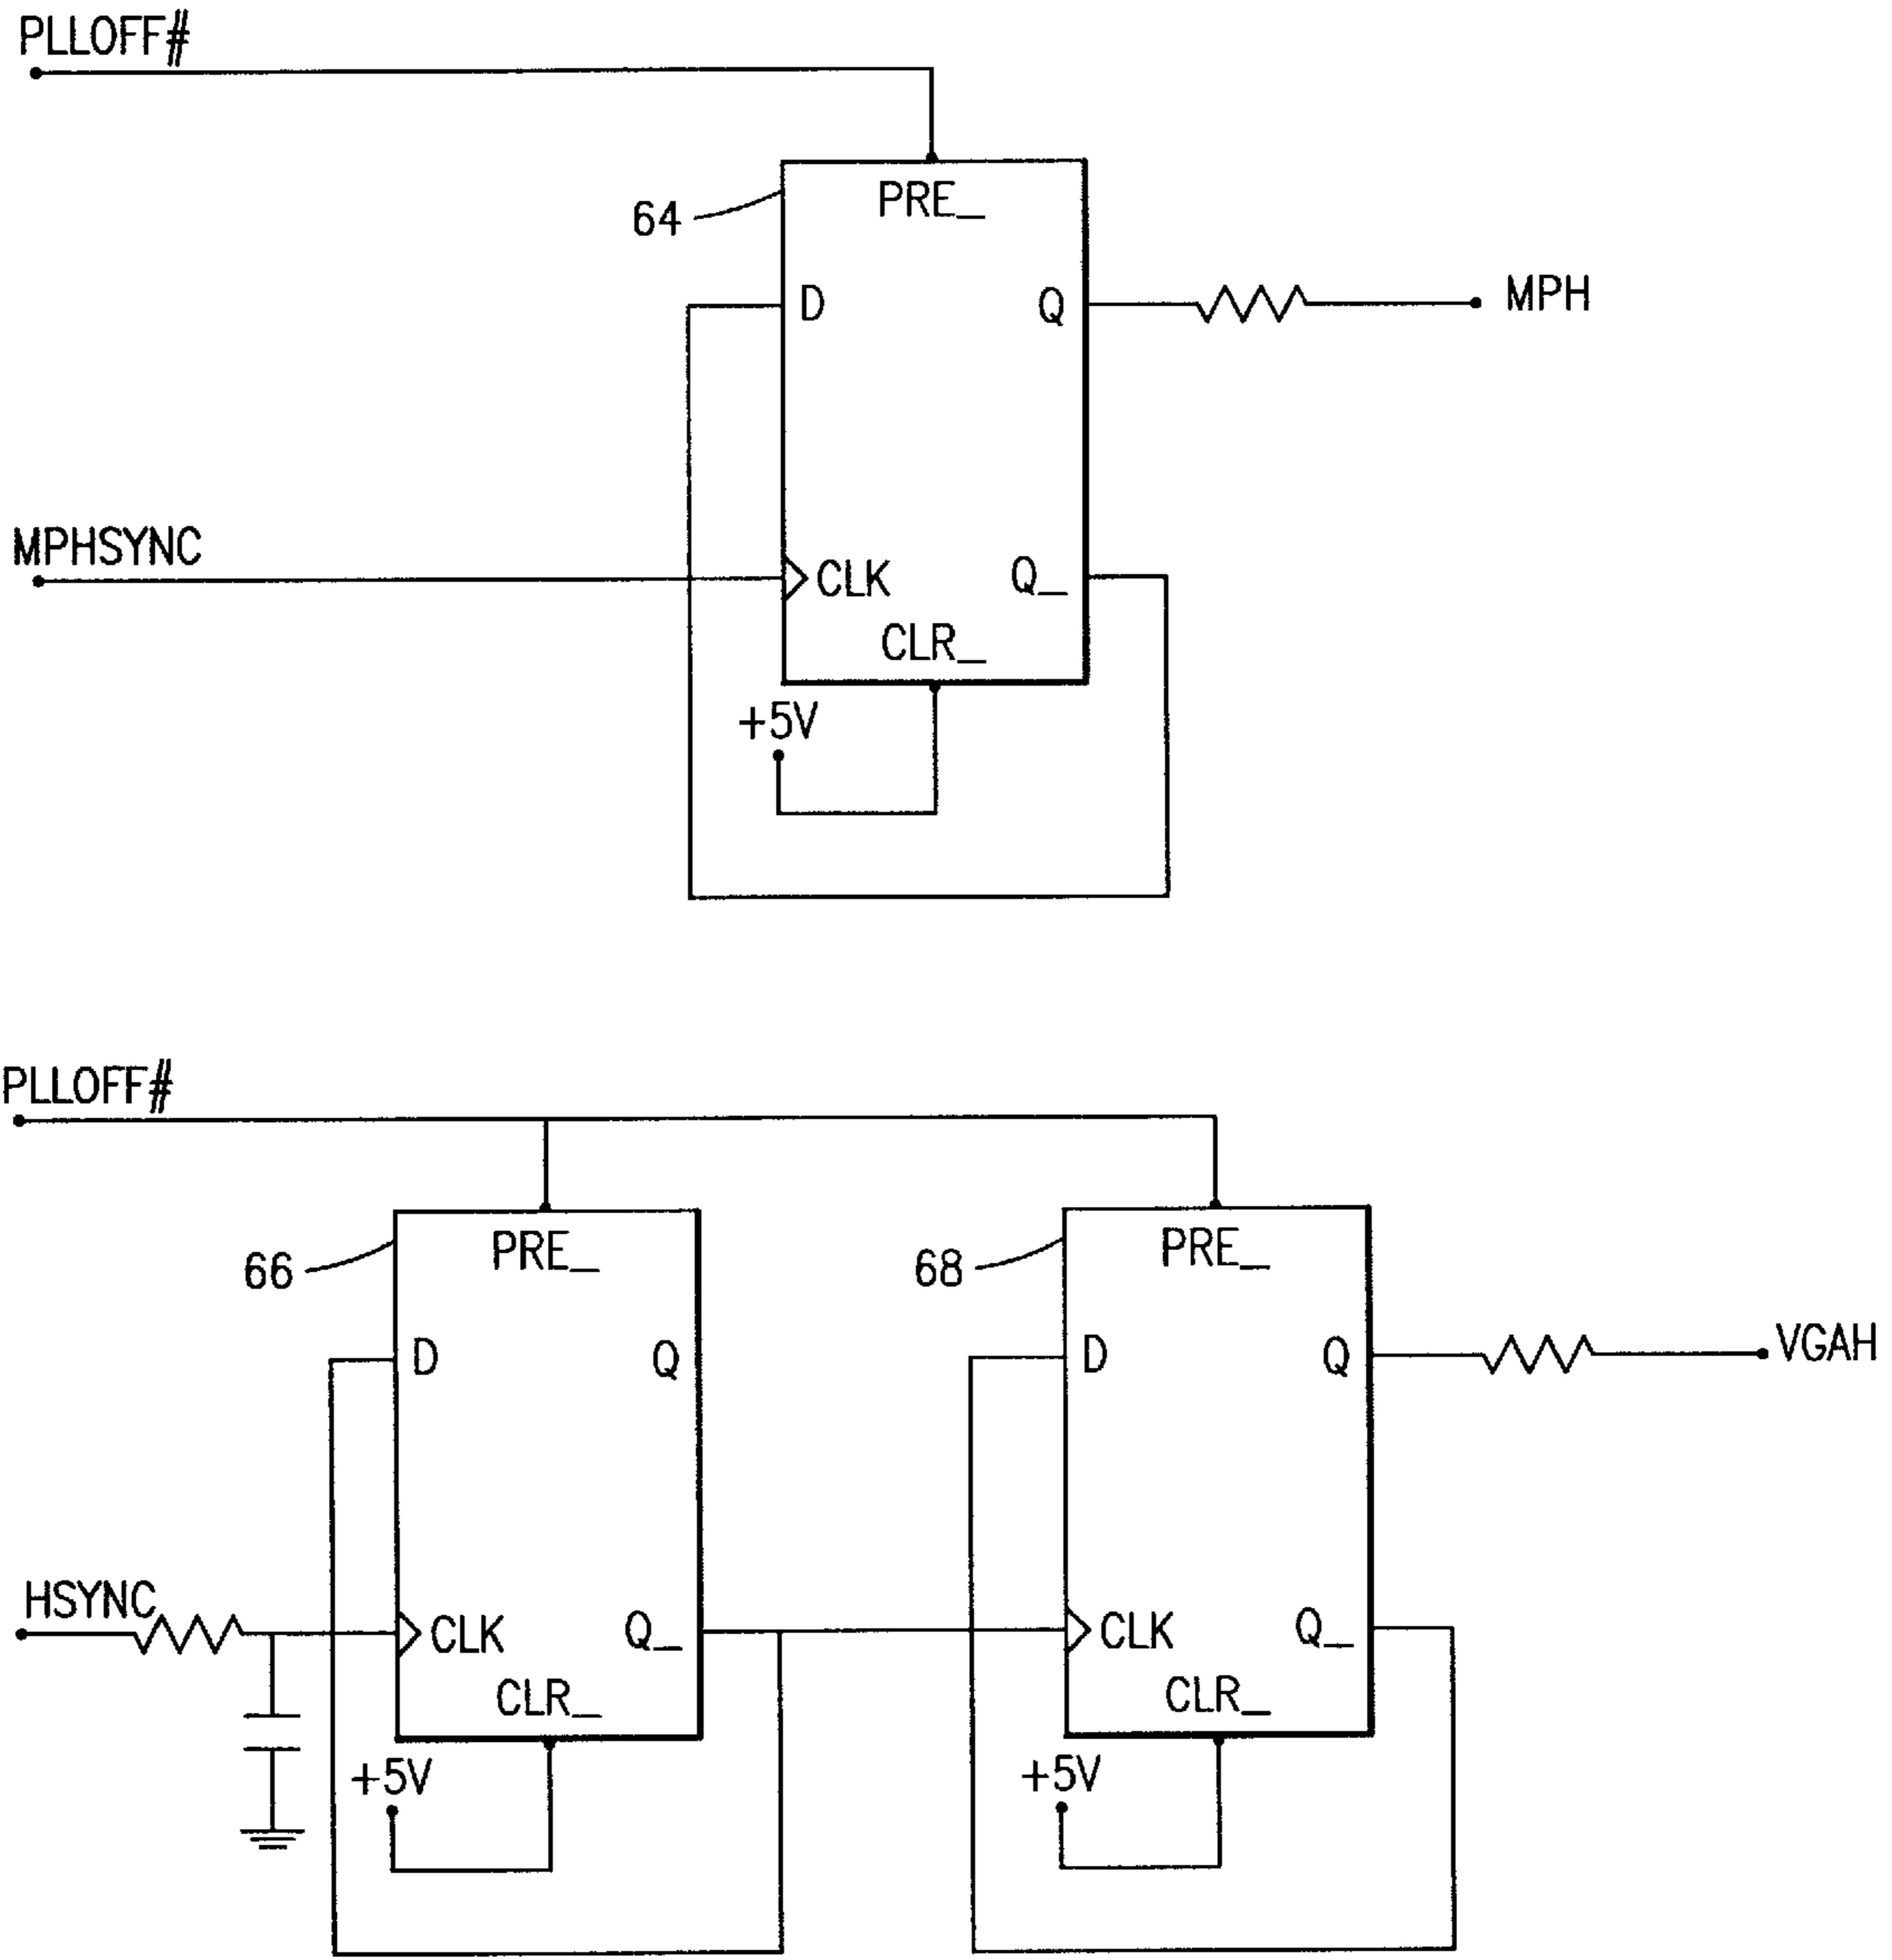 PLLOFF#
PRE_
64
D
Q
MPH
MPHSYNC
CLK
Q_
CLR_
+5V
PLLOFF#
PRE_
66
PRE_
68
D
Q
D
Q
VGAH
HSYNC
CLK
Q_
CLK
Q_
CLR_
CLR_
+5V
+5V